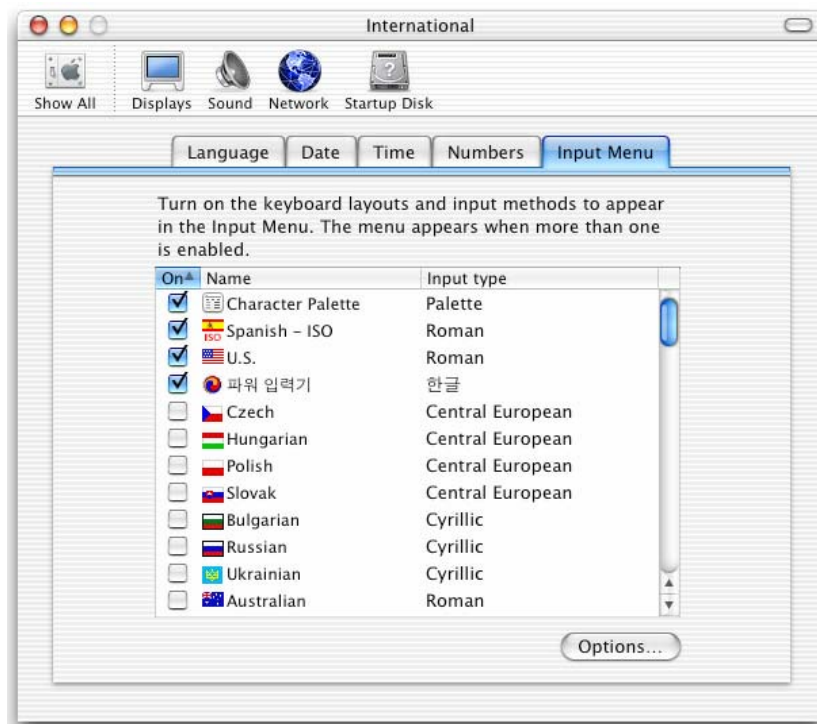 International
Show All Displays Sound Network Startup Disk
Language Date Time Numbers Input Menu
Turn on the keyboard layouts and input methods to appear
in the Input Menu. The menu appears when more than one
is enabled.
On Name Input type
Character Palette Palette
ISO Spanish – ISO Roman
U.S. Roman
파워 입력기 한글
Czech Central European
Hungarian Central European
Polish Central European
Slovak Central European
Bulgarian Cyrillic
Russian Cyrillic
Ukrainian Cyrillic
Australian Roman
Options...